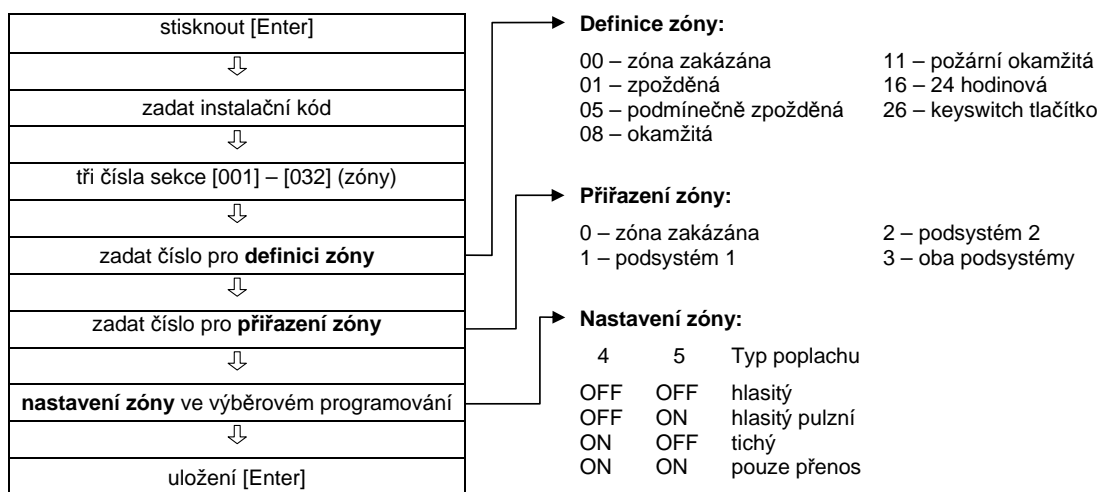 stisknout [Enter]
⇩
zadat instalační kód
⇩
tři čísla sekce [001] – [032] (zóny)
⇩
zadat číslo pro definici zóny
⇩
zadat číslo pro přiřazení zóny
⇩
nastavení zóny ve výběrovém programování
⇩
uložení [Enter]
Definice zóny:
00 – zóna zakázána
01 – zpožděná
05 – podmínečně zpožděná
08 – okamžitá
11 – požární okamžitá
16 – 24 hodinová
26 – keyswitch tlačítko
Přiřazení zóny:
0 – zóna zakázána
1 – podsystém 1
2 – podsystém 2
3 – oba podsystémy
Nastavení zóny:
4 5 Typ poplachu
OFF OFF hlasitý
OFF ON hlasitý pulzní
ON OFF tichý
ON ON pouze přenos